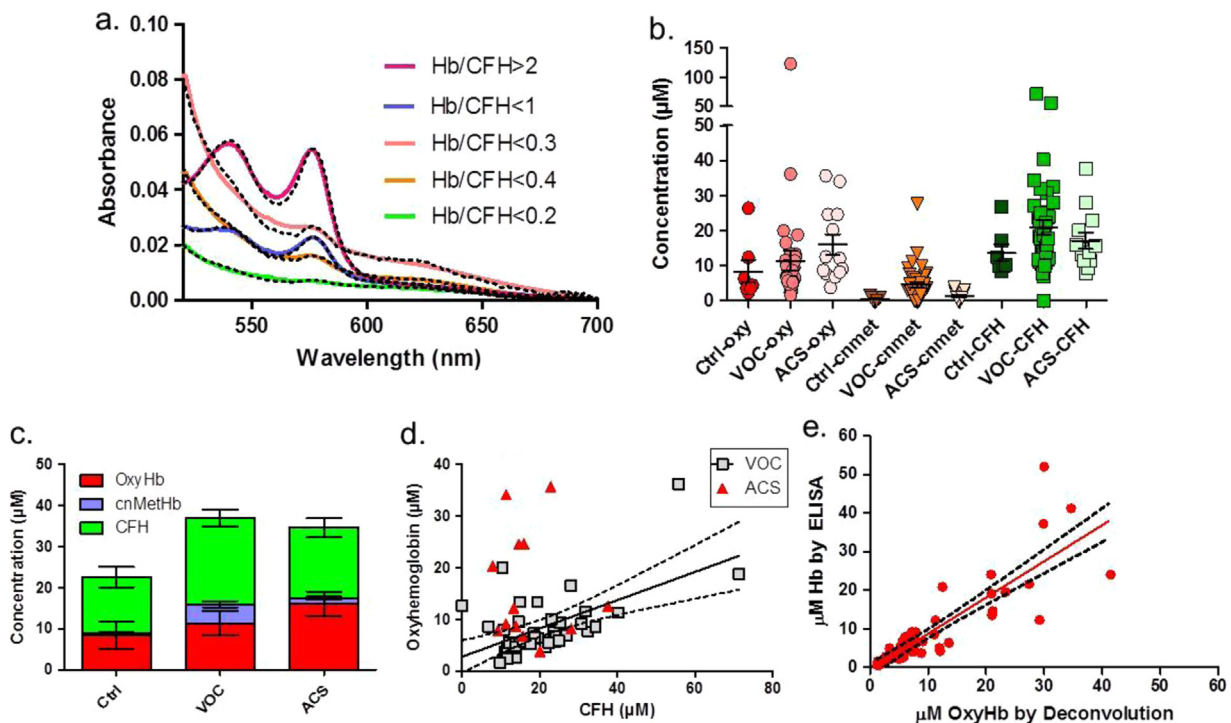 a.
0.10
0.08
0.06
0.04
0.02
0.00
Absorbance
550
600
650
700
Wavelength (nm)
Hb/CFH>2
Hb/CFH<1
Hb/CFH<0.3
Hb/CFH<0.4
Hb/CFH<0.2
b.
150
100
50
50
40
30
20
10
0
Concentration (µM)
Ctrl-oxy
VOC-oxy
ACS-oxy
Ctrl-cnmet
VOC-cnmet
ACS-cnmet
Ctrl-CFH
VOC-CFH
ACS-CFH
c.
50
40
30
20
10
0
Concentration (µM)
OxyHb
cnMetHb
CFH
Ctrl
VOC
ACS
d.
40
30
20
10
0
Oxyhemoglobin (µM)
VOC
ACS
0
20
40
60
80
CFH (µM)
e.
60
50
40
30
20
10
0
µM Hb by ELISA
0
10
20
30
40
50
60
µM OxyHb by Deconvolution